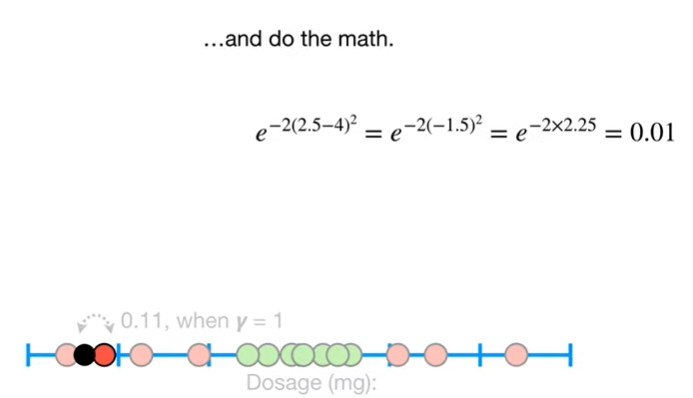 ...and do the math.
e^{-2(2.5-4)^2} = e^{-2(-1.5)^2} = e^{-2×2.25} = 0.01
0.11, when γ = 1
Dosage (mg):